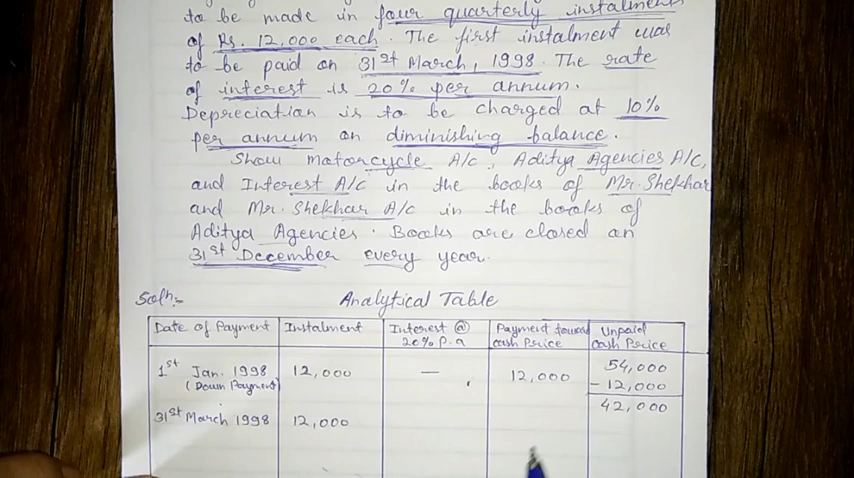 to be made in four quarterly instalments
of Rs. 12,000 each. The first instalment was
to be paid on 31st March, 1998. The rate
of interest is 20% per annum.
Depreciation is to be charged at 10%
per annum on diminishing balance.
Show Motorcycle A/c, Aditya Agencies A/c,
and Interest A/c in the books of Mr. Shekhar
and Mr. Shekhar A/c in the books of
Aditya Agencies. Books are closed on
31st December every year.
Soln:-
Analytical Table
Date of Payment Instalment Interest @ 20% P.a Payment toward Cash Price Unpaid Cash Price
1st Jan. 1998 (Down Payment) 12,000 — 12,000 54,000
- 12,000
42,000
31st March 1998 12,000